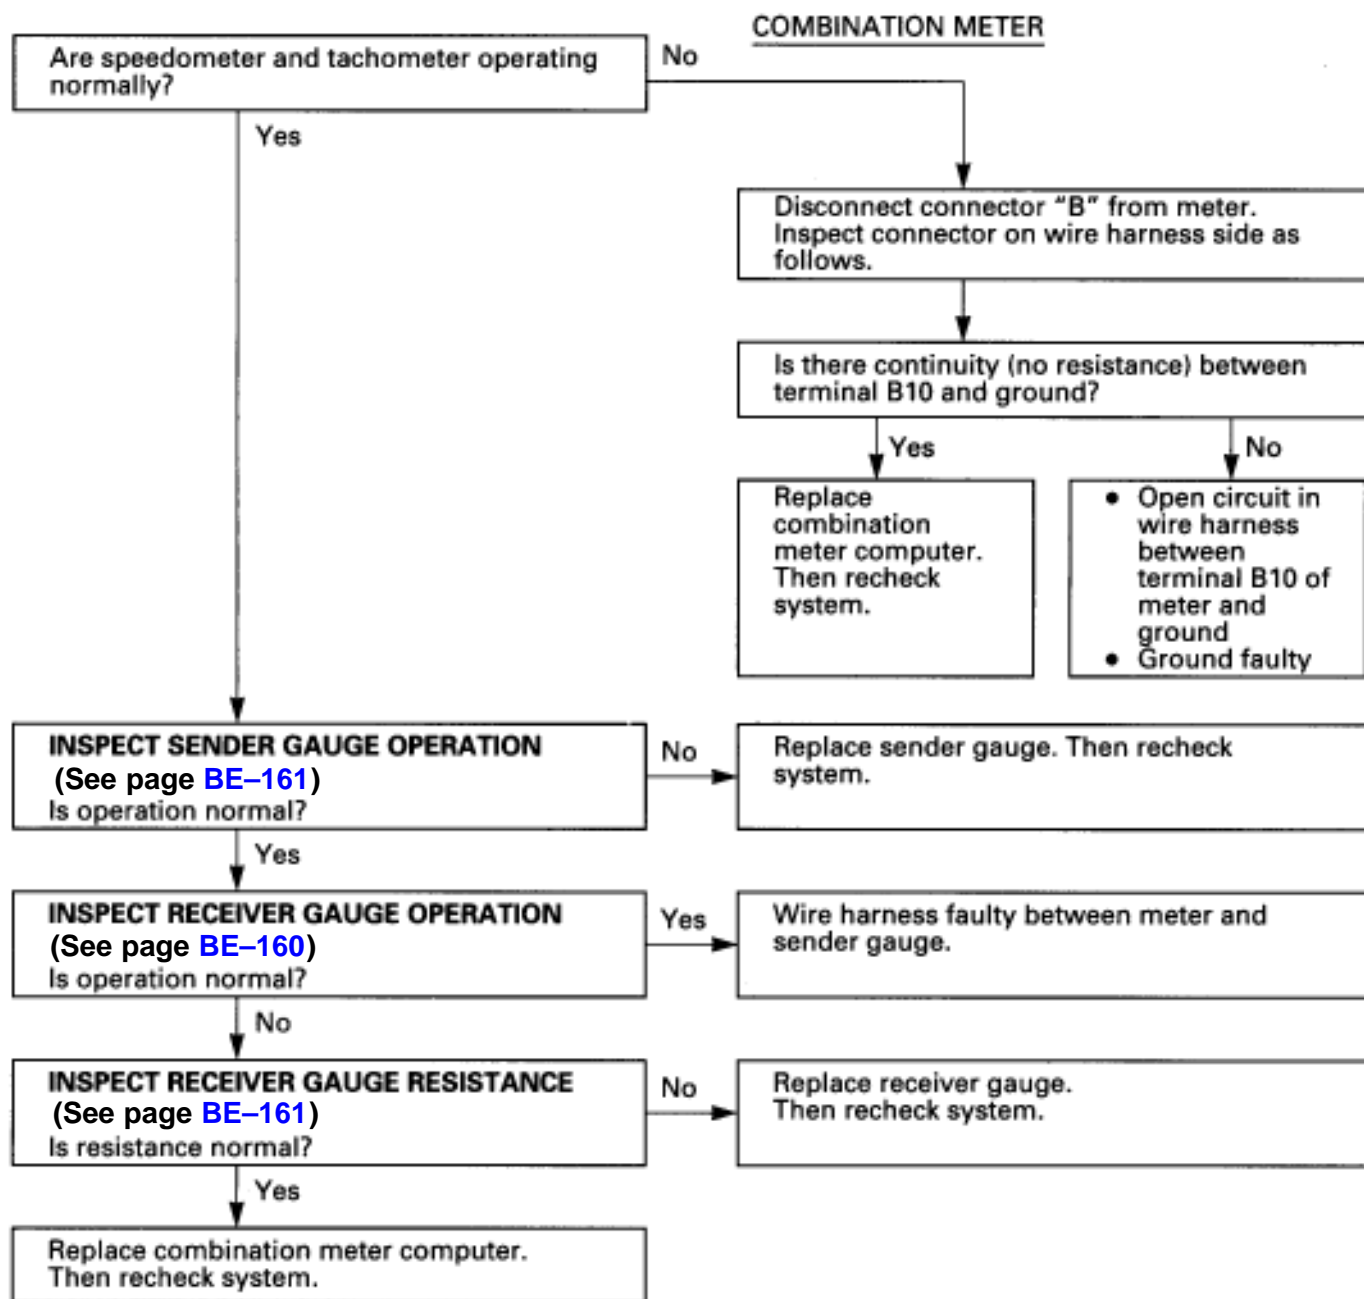 COMBINATION METER
Are speedometer and tachometer operating
normally?
No
Yes
Disconnect connector "B" from meter.
Inspect connector on wire harness side as
follows.
Is there continuity (no resistance) between
terminal B10 and ground?
Yes
No
Replace
combination
meter computer.
Then recheck
system.
● Open circuit in
wire harness
between
terminal B10 of
meter and
ground
● Ground faulty
INSPECT SENDER GAUGE OPERATION
(See page BE–161)
Is operation normal?
No
Replace sender gauge. Then recheck
system.
Yes
INSPECT RECEIVER GAUGE OPERATION
(See page BE–160)
Is operation normal?
Yes
Wire harness faulty between meter and
sender gauge.
No
INSPECT RECEIVER GAUGE RESISTANCE
(See page BE–161)
Is resistance normal?
No
Replace receiver gauge.
Then recheck system.
Yes
Replace combination meter computer.
Then recheck system.